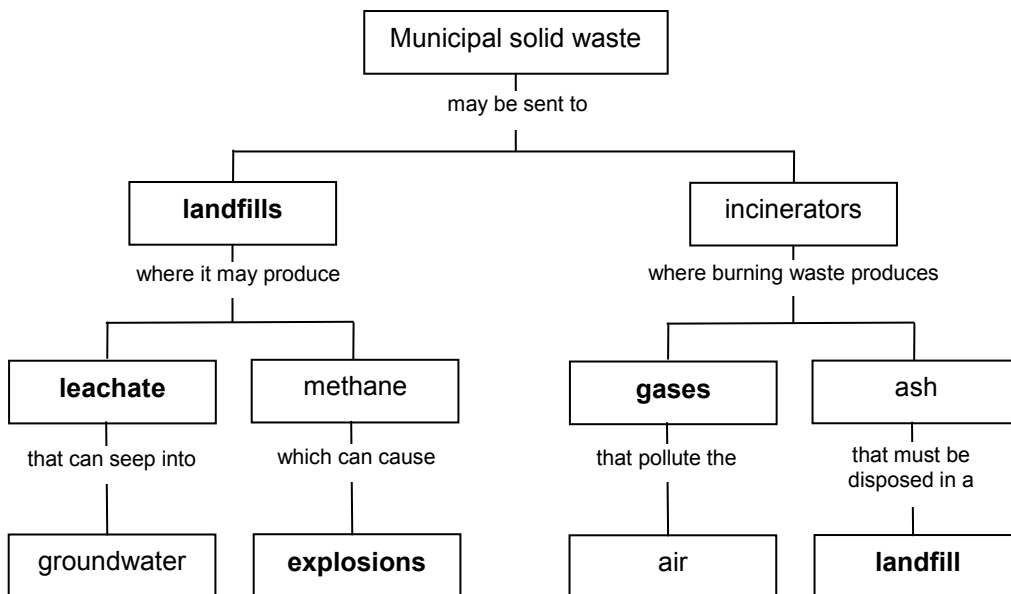 Municipal solid waste
may be sent to
landfills
incinerators
where it may produce
where burning waste produces
leachate
methane
gases
ash
that can seep into
which can cause
that pollute the
that must be
disposed in a
groundwater
explosions
air
landfill